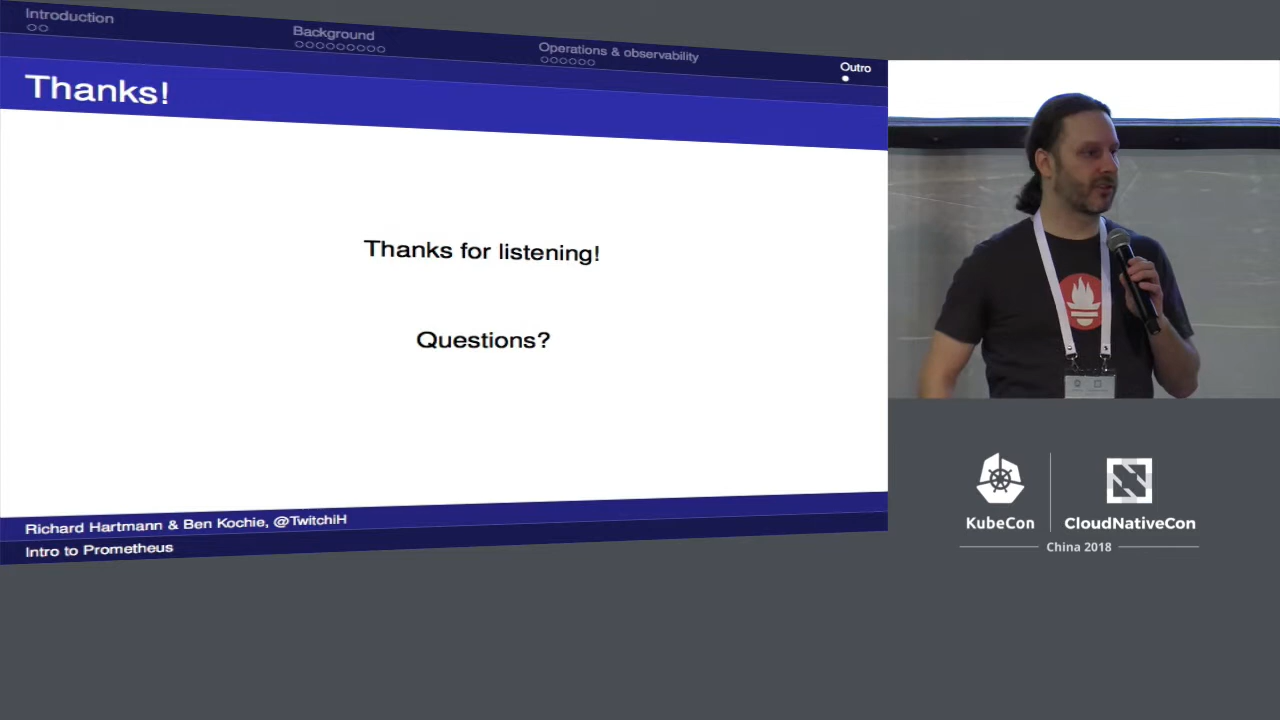 Introduction
Background
Operations & observability
Outro
Thanks!
Thanks for listening!
Questions?
Richard Hartmann & Ben Kochie, @TwitchiH
Intro to Prometheus
KubeCon
CloudNativeCon
China 2018